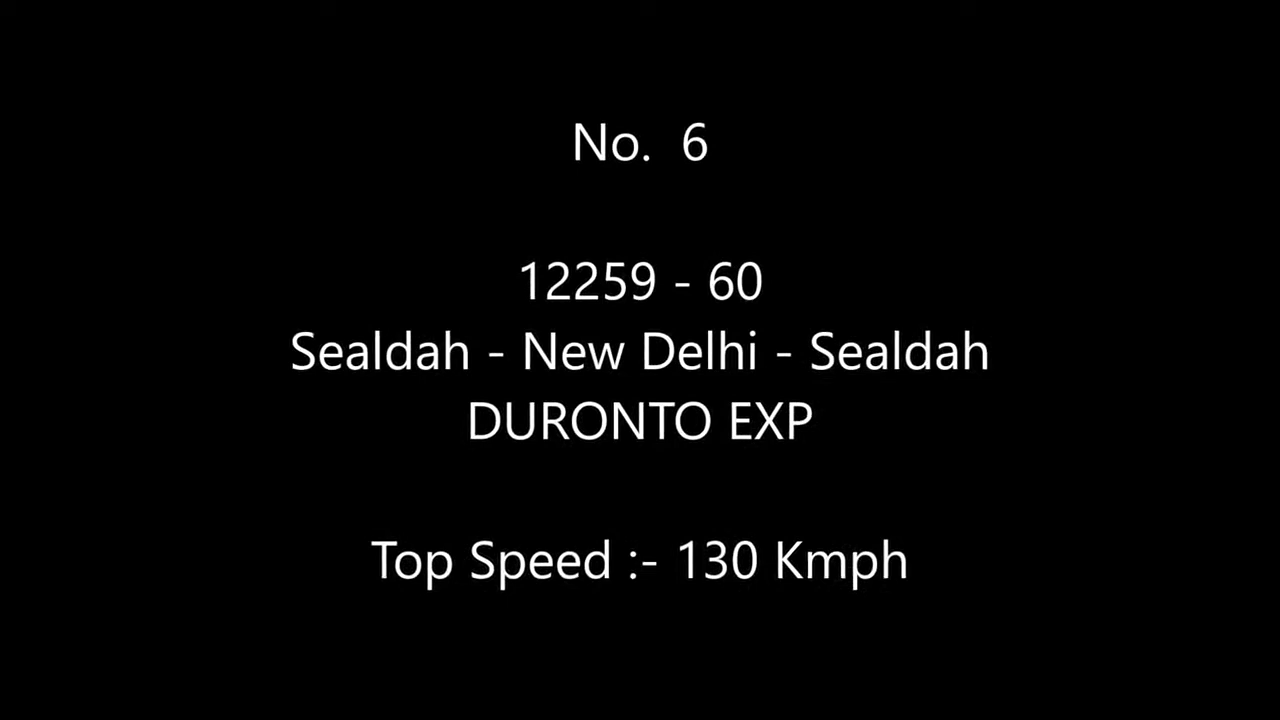 No.  6
12259 - 60
Sealdah - New Delhi - Sealdah
DURONTO EXP
Top Speed :- 130 Kmph